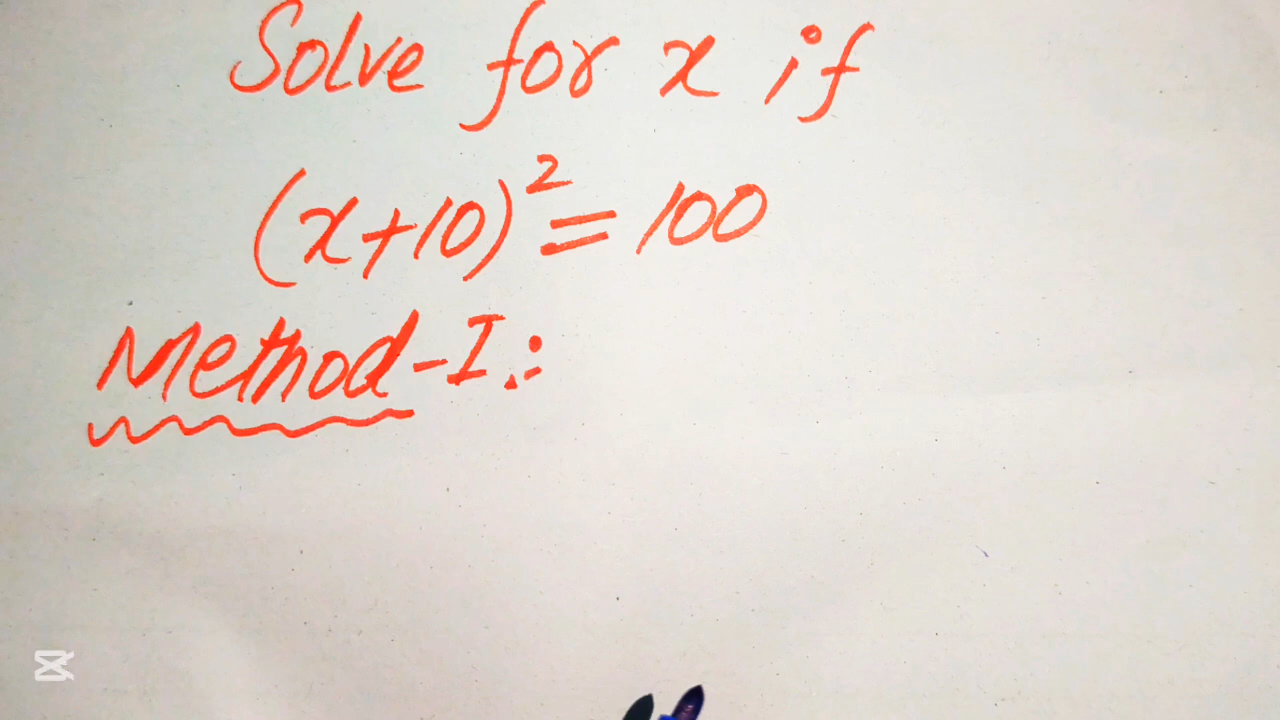 Solve for x if
(x+10)²=100
Method-I.: